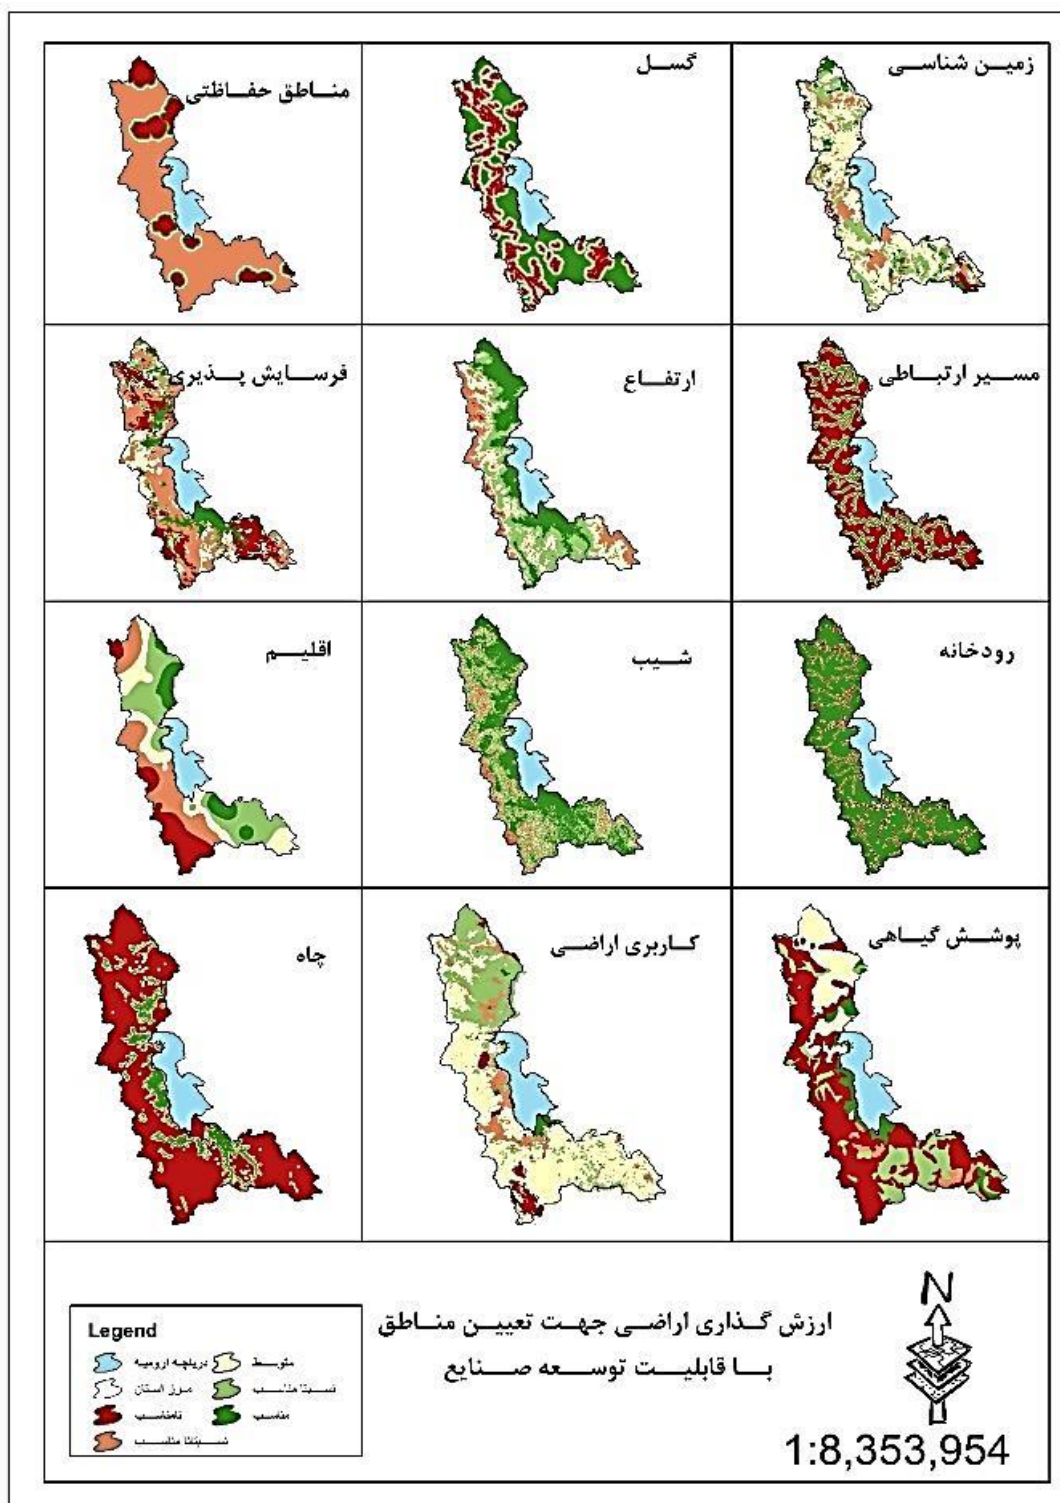 زمین شناسی
گسل
مناطق حفاظتی
مسیر ارتباطی
ارتفاع
فرسایش پذیری
رودخانه
شیب
اقلیم
پوشش گیاهی
کاربری اراضی
چاه
ارزش گذاری اراضی جهت تعیین مناطق
با قابلیت توسعه صنایع
N
1:8,353,954
Legend
دریاچه ارومیه
متوسط
مرز استان
نسبتا مناسب
نامناسب
مناسب
نسبتانا مناسب